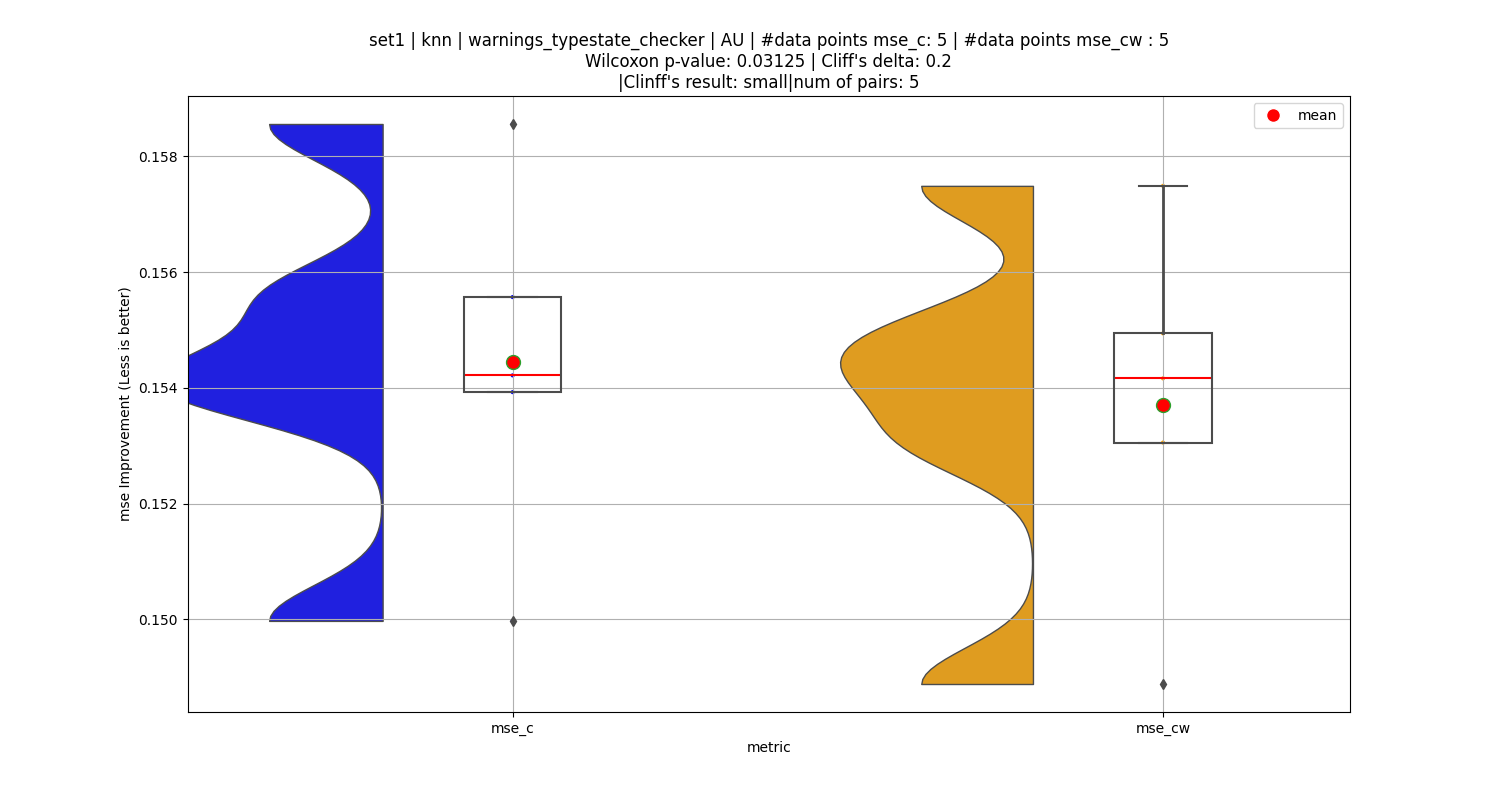 set1 | knn | warnings_typestate_checker | AU | #data points mse_c: 5 | #data points mse_cw : 5
Wilcoxon p-value: 0.03125 | Cliff's delta: 0.2
|Clinff's result: small|num of pairs: 5
mean
mse Improvement (Less is better)
0.158
0.156
0.154
0.152
0.150
mse_c
mse_cw
metric